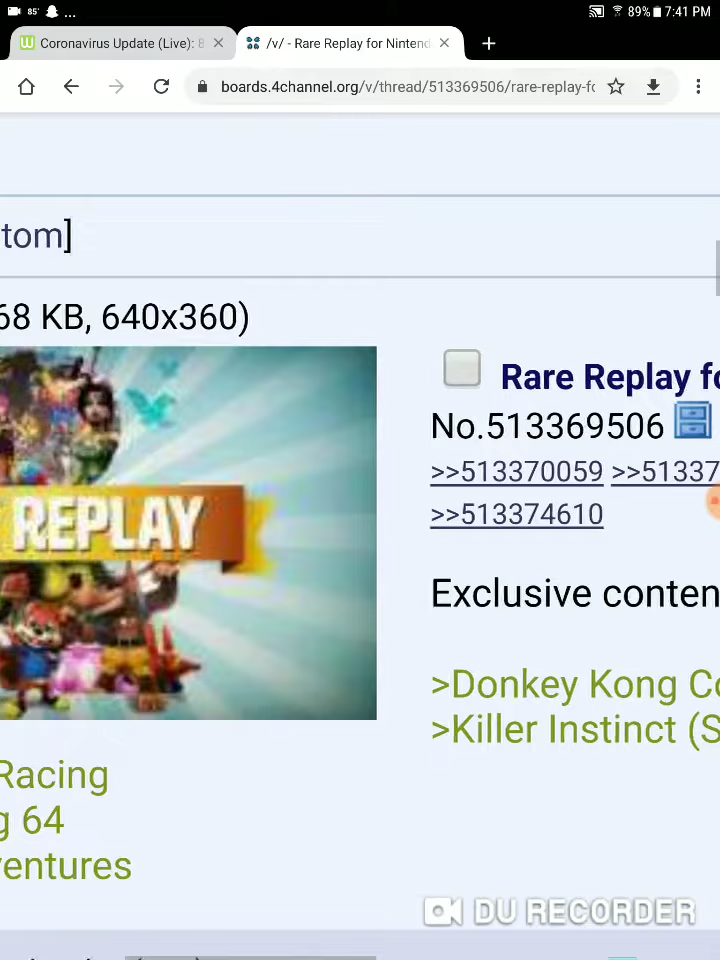 85'
...
89% 7:41 PM
Coronavirus Update (Live): 8
/v/ - Rare Replay for Nintend
boards.4channel.org/v/thread/513369506/rare-replay-fo
tom]
68 KB, 640x360)
REPLAY
Rare Replay fo
No.513369506
>>513370059 >>51337
>>513374610
Exclusive conten
>Donkey Kong Co
>Killer Instinct (S
Racing
g 64
ventures
DU RECORDER